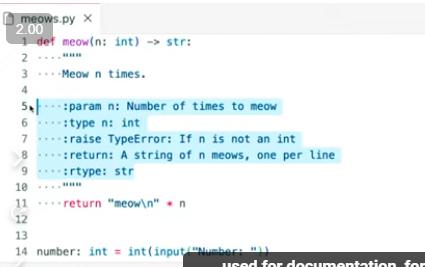 meows.py ×
2.00
1 def meow(n: int) -> str:
2 ····"""
3 ····Meow n times.
4
5 ····:param n: Number of times to meow
6 ····:type n: int
7 ····:raise TypeError: If n is not an int
8 ····:return: A string of n meows, one per line
9 ····:rtype: str
10 ····"""
11 ····return "meow\n" * n
12
13
14 number: int = int(input("Number: "))
used for documentation, for